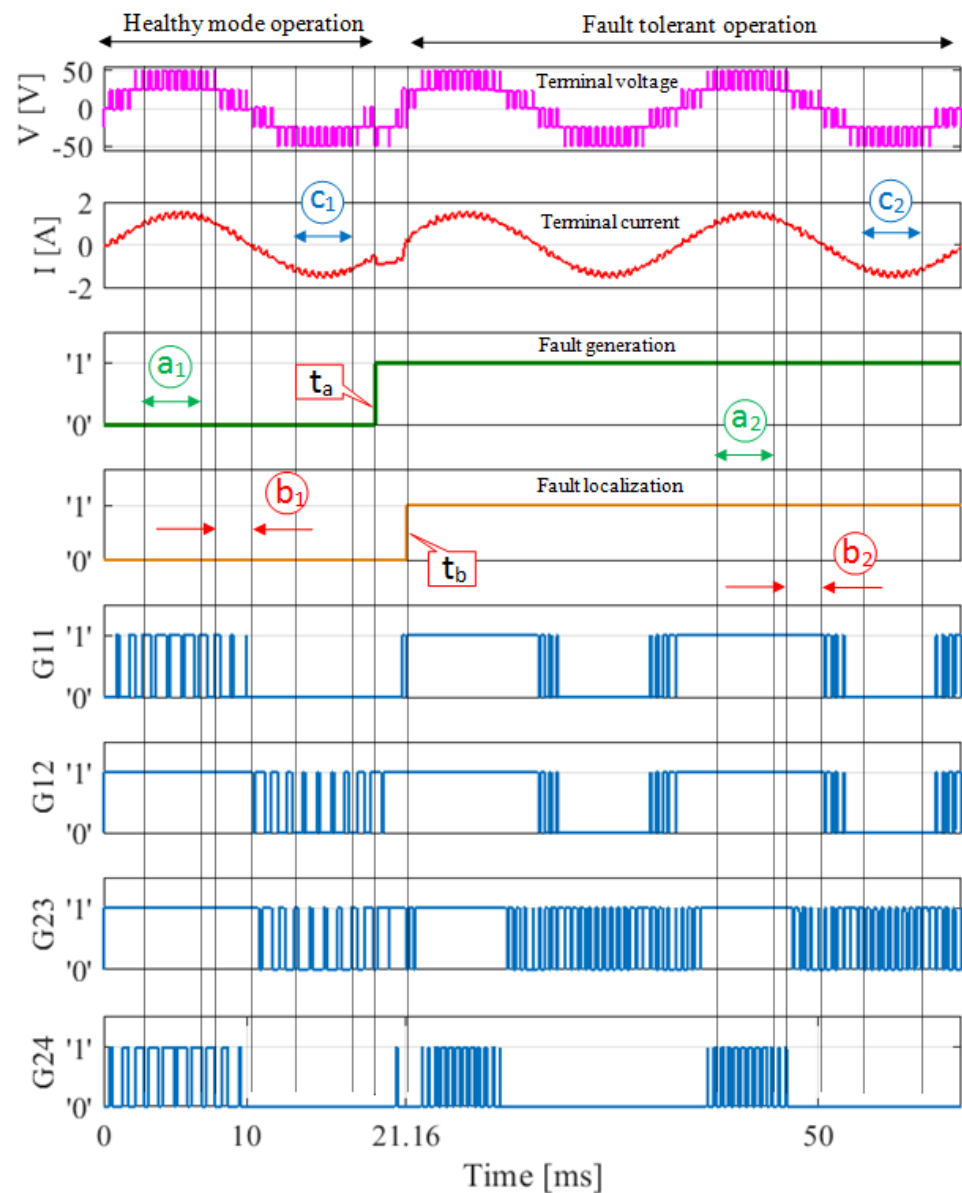 Healthy mode operation
Fault tolerant operation
V [V]
50
0
-50
Terminal voltage
I [A]
2
0
-2
Terminal current
c1
c2
'1'
'0'
Fault generation
a1
ta
a2
'1'
'0'
Fault localization
b1
tb
b2
G11
'1'
'0'
G12
'1'
'0'
G23
'1'
'0'
G24
'1'
'0'
0
10
21.16
50
Time [ms]